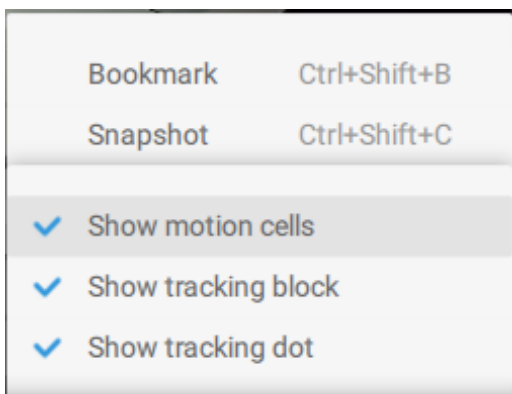 Bookmark Ctrl+Shift+B
Snapshot Ctrl+Shift+C
Show motion cells
Show tracking block
Show tracking dot